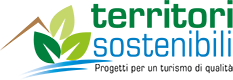 territori
sostenibili
Progetti per un turismo di qualità